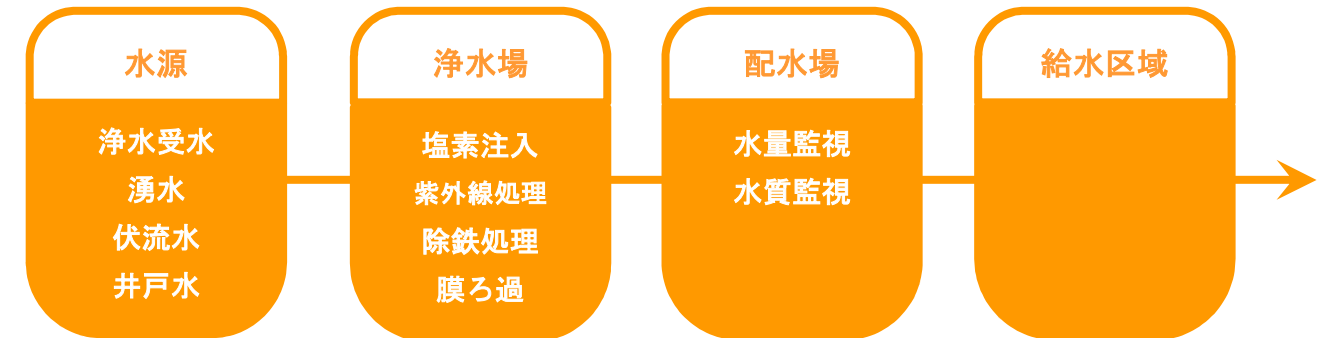 水源
浄水受水
湧水
伏流水
井戸水
浄水場
塩素注入
紫外線処理
除鉄処理
膜ろ過
配水場
水量監視
水質監視
給水区域